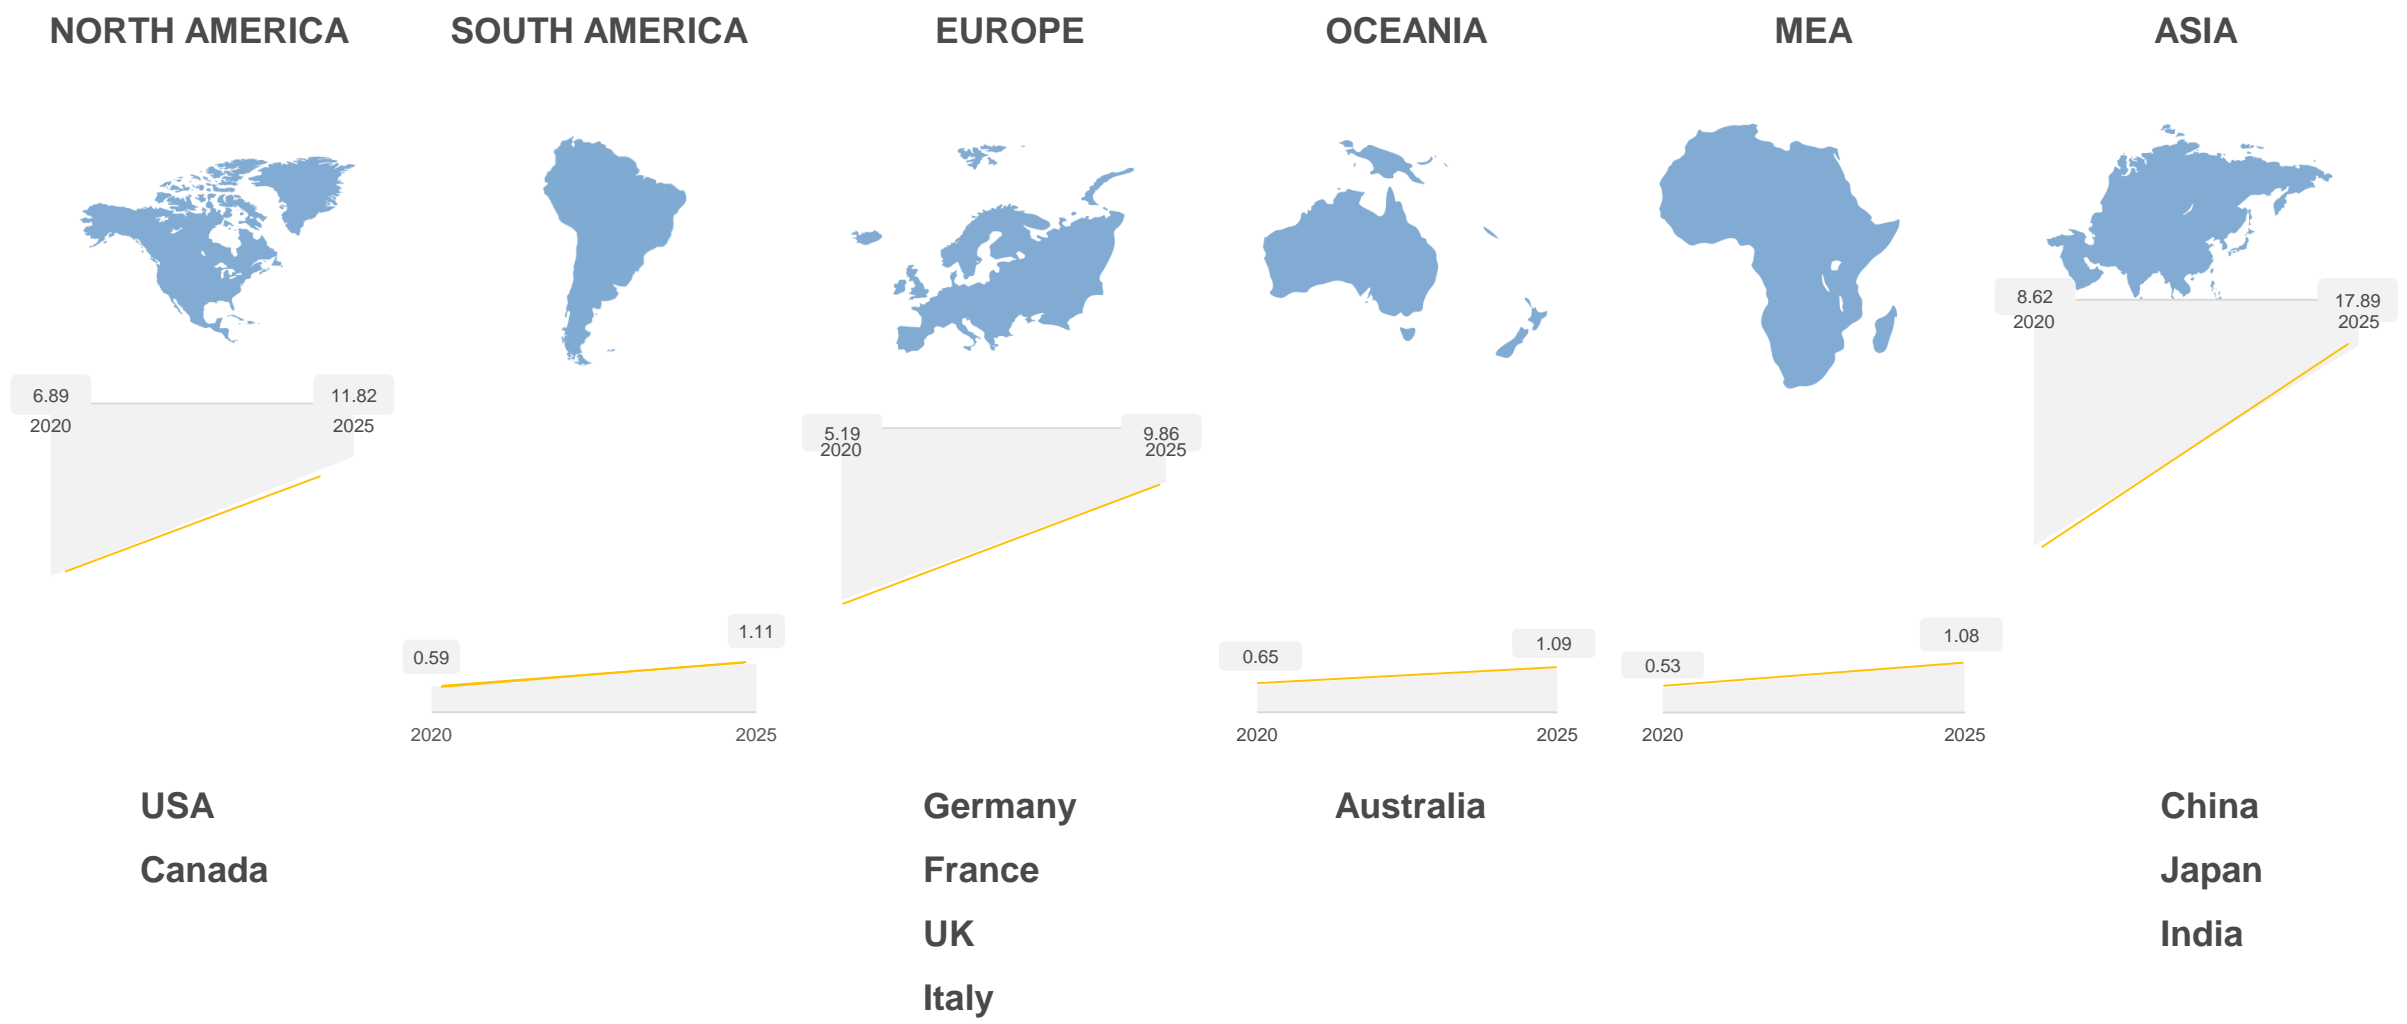 NORTH AMERICA
SOUTH AMERICA
EUROPE
OCEANIA
MEA
ASIA
6.89
11.82
2020
2025
0.59
1.11
2020
2025
5.19
9.86
2020
2025
0.65
1.09
2020
2025
0.53
1.08
2020
2025
8.62
17.89
2020
2025
USA
Canada
Germany
France
UK
Italy
Australia
China
Japan
India